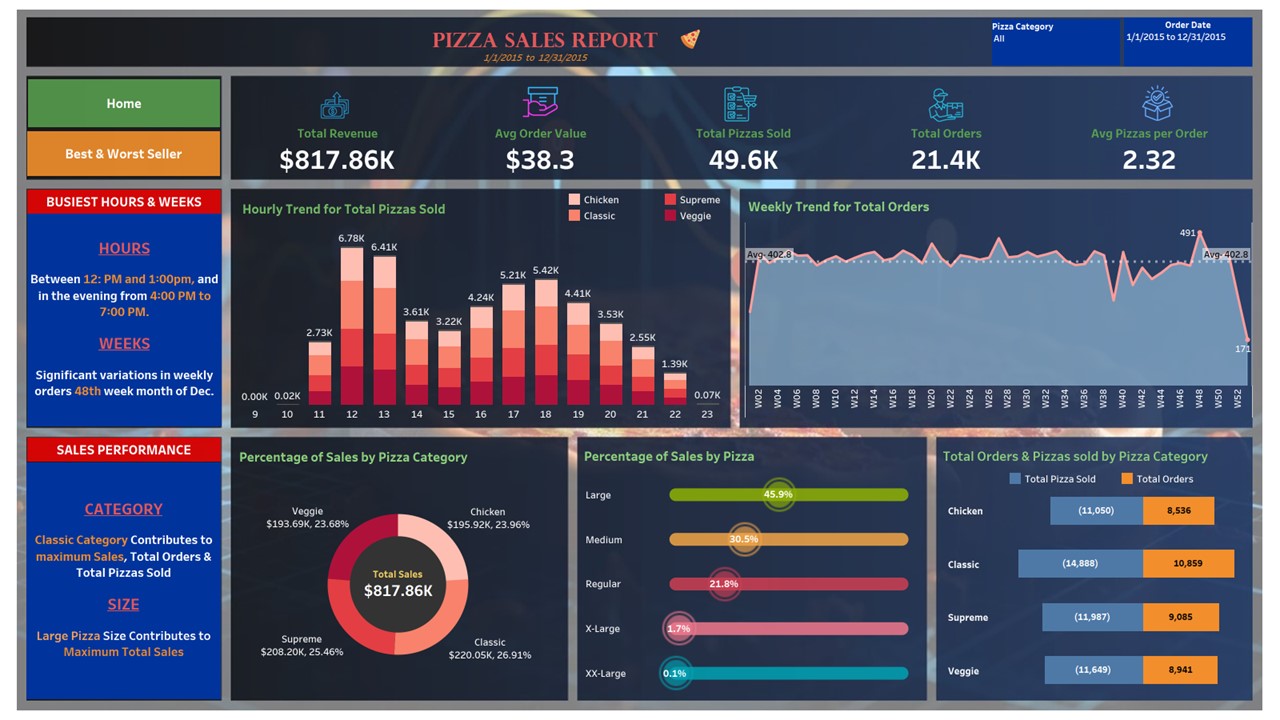 PIZZA SALES REPORT
1/1/2015 to 12/31/2015
Pizza Category
All
Order Date
1/1/2015 to 12/31/2015
Home
Best & Worst Seller
Total Revenue
$817.86K
Avg Order Value
$38.3
Total Pizzas Sold
49.6K
Total Orders
21.4K
Avg Pizzas per Order
2.32
BUSIEST HOURS & WEEKS
HOURS
Between 12: PM and 1:00pm, and
in the evening from 4:00 PM to
7:00 PM.
WEEKS
Significant variations in weekly
orders 48th week month of Dec.
Hourly Trend for Total Pizzas Sold
Chicken
Supreme
Classic
Veggie
0.00K
0.02K
2.73K
6.78K
6.41K
3.61K
3.22K
4.24K
5.21K
5.42K
4.41K
3.53K
2.55K
1.39K
0.07K
9 10 11 12 13 14 15 16 17 18 19 20 21 22 23
Weekly Trend for Total Orders
491
Avg- 402.8
Avg- 402.8
171
W02 W04 W06 W08 W10 W12 W14 W16 W18 W20 W22 W24 W26 W28 W30 W32 W34 W36 W38 W40 W42 W44 W46 W48 W50 W52
SALES PERFORMANCE
CATEGORY
Classic Category Contributes to
maximum Sales, Total Orders &
Total Pizzas Sold
SIZE
Large Pizza Size Contributes to
Maximum Total Sales
Percentage of Sales by Pizza Category
Veggie
$193.69K, 23.68%
Chicken
$195.92K, 23.96%
Total Sales
$817.86K
Supreme
$208.20K, 25.46%
Classic
$220.05K, 26.91%
Percentage of Sales by Pizza
Large 45.9%
Medium 30.5%
Regular 21.8%
X-Large 1.7%
XX-Large 0.1%
Total Orders & Pizzas sold by Pizza Category
Total Pizza Sold
Total Orders
Chicken (11,050) 8,536
Classic (14,888) 10,859
Supreme (11,987) 9,085
Veggie (11,649) 8,941